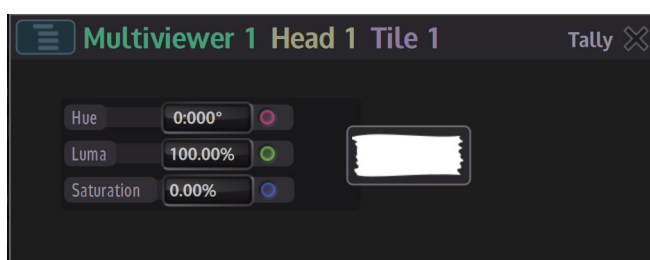 Multiviewer 1 Head 1 Tile 1 Tally
Hue 0:000°
Luma 100.00%
Saturation 0.00%